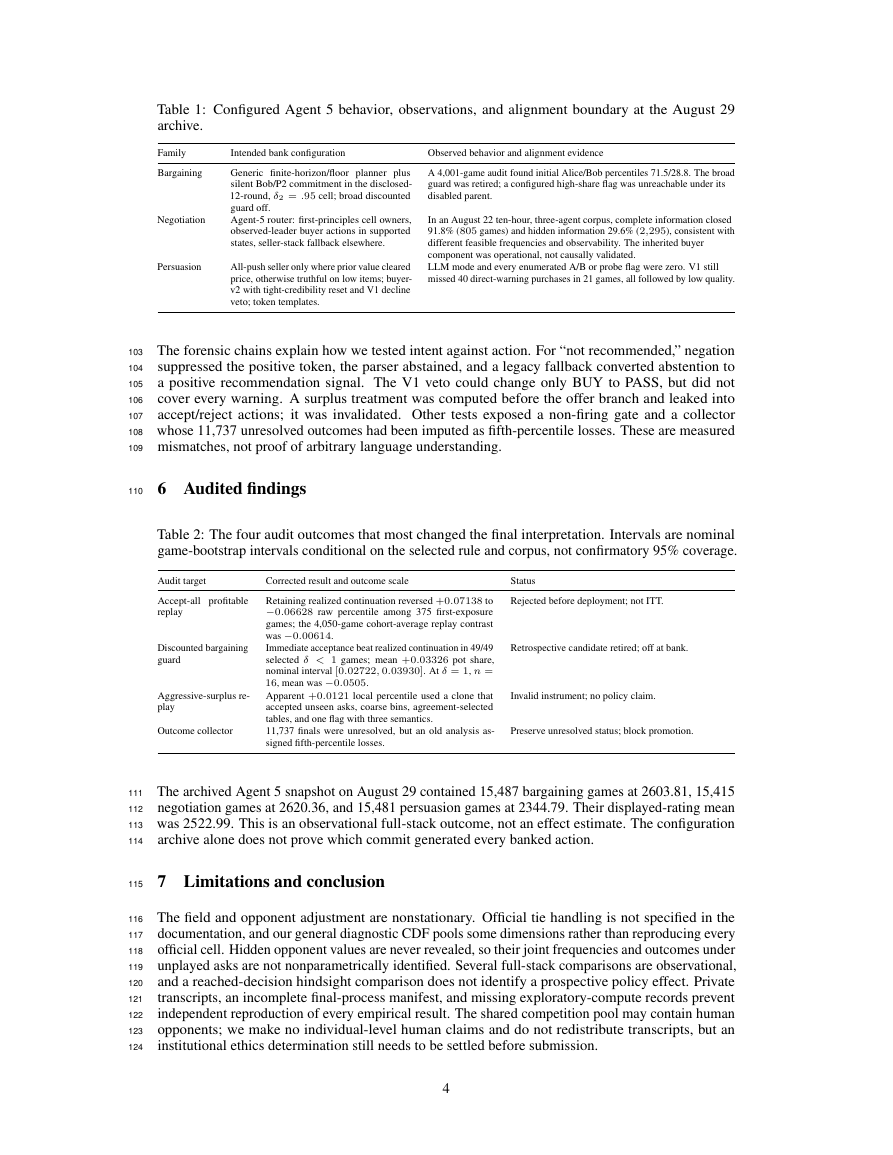 Table 1: Configured Agent 5 behavior, observations, and alignment boundary at the August 29
archive.
Family Intended bank configuration Observed behavior and alignment evidence
Bargaining Generic finite-horizon/floor planner plus
silent Bob/P2 commitment in the disclosed-
12-round, δ2 = .95 cell; broad discounted
guard off.
A 4,001-game audit found initial Alice/Bob percentiles 71.5/28.8. The broad
guard was retired; a configured high-share flag was unreachable under its
disabled parent.
Negotiation Agent-5 router: first-principles cell owners,
observed-leader buyer actions in supported
states, seller-stack fallback elsewhere.
In an August 22 ten-hour, three-agent corpus, complete information closed
91.8% (805 games) and hidden information 29.6% (2,295), consistent with
different feasible frequencies and observability. The inherited buyer
component was operational, not causally validated.
Persuasion All-push seller only where prior value cleared
price, otherwise truthful on low items; buyer-
v2 with tight-credibility reset and V1 decline
veto; token templates.
LLM mode and every enumerated A/B or probe flag were zero. V1 still
missed 40 direct-warning purchases in 21 games, all followed by low quality.
103 The forensic chains explain how we tested intent against action. For “not recommended,” negation
104 suppressed the positive token, the parser abstained, and a legacy fallback converted abstention to
105 a positive recommendation signal. The V1 veto could change only BUY to PASS, but did not
106 cover every warning. A surplus treatment was computed before the offer branch and leaked into
107 accept/reject actions; it was invalidated. Other tests exposed a non-firing gate and a collector
108 whose 11,737 unresolved outcomes had been imputed as fifth-percentile losses. These are measured
109 mismatches, not proof of arbitrary language understanding.
110 6 Audited findings
Table 2: The four audit outcomes that most changed the final interpretation. Intervals are nominal
game-bootstrap intervals conditional on the selected rule and corpus, not confirmatory 95% coverage.
Audit target Corrected result and outcome scale Status
Accept-all profitable
replay
Retaining realized continuation reversed +0.07138 to
−0.06628 raw percentile among 375 first-exposure
games; the 4,050-game cohort-average replay contrast
was −0.00614.
Rejected before deployment; not ITT.
Discounted bargaining
guard
Immediate acceptance beat realized continuation in 49/49
selected δ < 1 games; mean +0.03326 pot share,
nominal interval [0.02722, 0.03930]. At δ = 1, n =
16, mean was −0.0505.
Retrospective candidate retired; off at bank.
Aggressive-surplus re-
play
Apparent +0.0121 local percentile used a clone that
accepted unseen asks, coarse bins, agreement-selected
tables, and one flag with three semantics.
Invalid instrument; no policy claim.
Outcome collector 11,737 finals were unresolved, but an old analysis as-
signed fifth-percentile losses.
Preserve unresolved status; block promotion.
111 The archived Agent 5 snapshot on August 29 contained 15,487 bargaining games at 2603.81, 15,415
112 negotiation games at 2620.36, and 15,481 persuasion games at 2344.79. Their displayed-rating mean
113 was 2522.99. This is an observational full-stack outcome, not an effect estimate. The configuration
114 archive alone does not prove which commit generated every banked action.
115 7 Limitations and conclusion
116 The field and opponent adjustment are nonstationary. Official tie handling is not specified in the
117 documentation, and our general diagnostic CDF pools some dimensions rather than reproducing every
118 official cell. Hidden opponent values are never revealed, so their joint frequencies and outcomes under
119 unplayed asks are not nonparametrically identified. Several full-stack comparisons are observational,
120 and a reached-decision hindsight comparison does not identify a prospective policy effect. Private
121 transcripts, an incomplete final-process manifest, and missing exploratory-compute records prevent
122 independent reproduction of every empirical result. The shared competition pool may contain human
123 opponents; we make no individual-level human claims and do not redistribute transcripts, but an
124 institutional ethics determination still needs to be settled before submission.
4